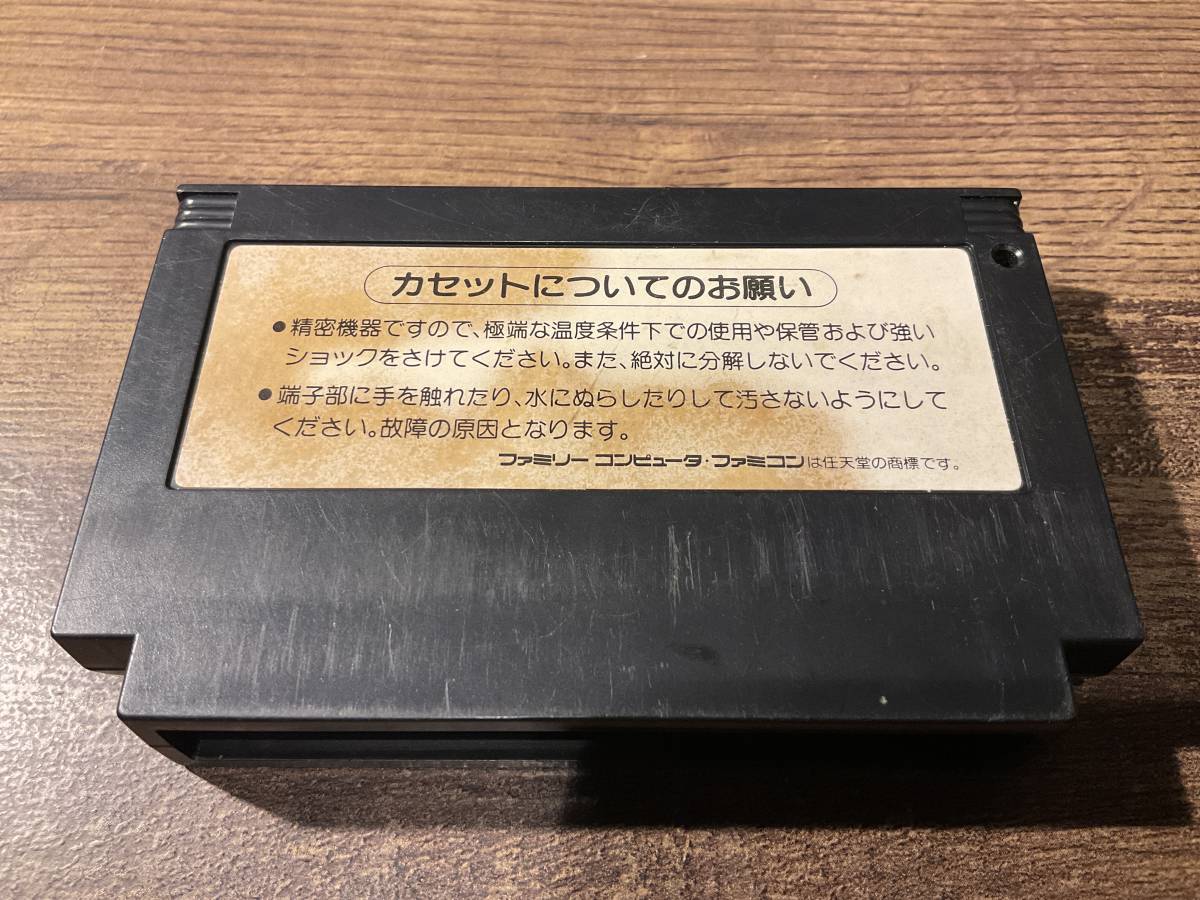 カセットについてのお願い
●精密機器ですので、極端な温度条件下での使用や保管および強い
ショックをさけてください。また、絶対に分解しないでください。
●端子部に手を触れたり、水にぬらしたりして汚さないようにして
ください。故障の原因となります。
ファミリーコンピュータ・ファミコンは任天堂の商標です。